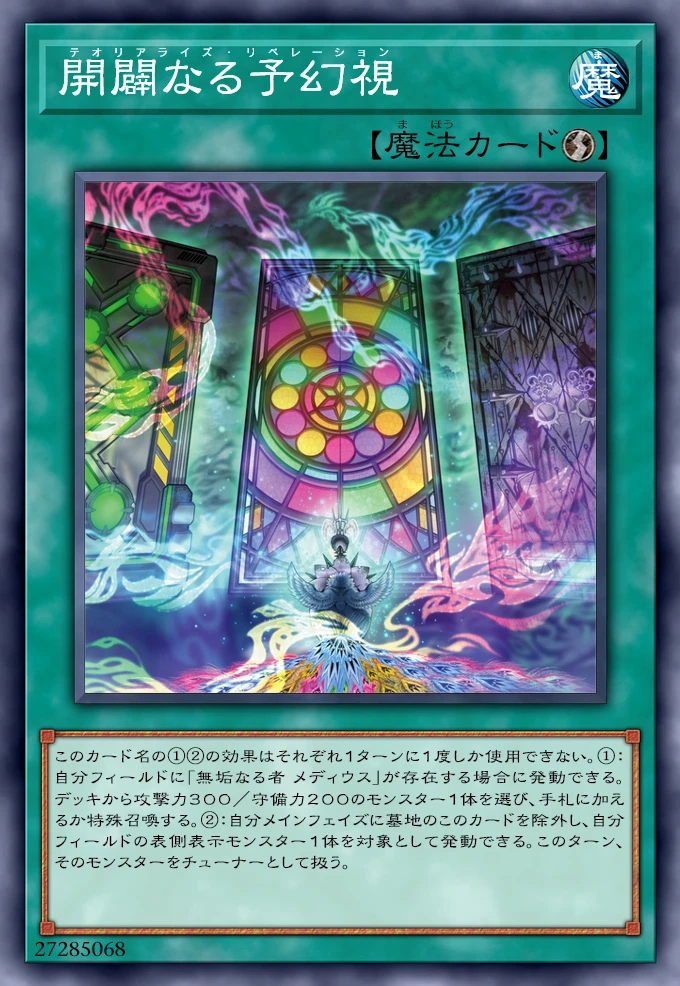 テオリアライズ・リベレーション
開闢なる予幻視
ま
魔
ま ほう
【魔法カード】
このカード名の①②の効果はそれぞれ1ターンに1度しか使用できない。①：
自分フィールドに「無垢なる者 メディウス」が存在する場合に発動できる。
デッキから攻撃力300／守備力200のモンスター1体を選び、手札に加え
るか特殊召喚する。②：自分メインフェイズに墓地のこのカードを除外し、自分
フィールドの表側表示モンスター1体を対象として発動できる。このターン、
そのモンスターをチューナーとして扱う。
27285068